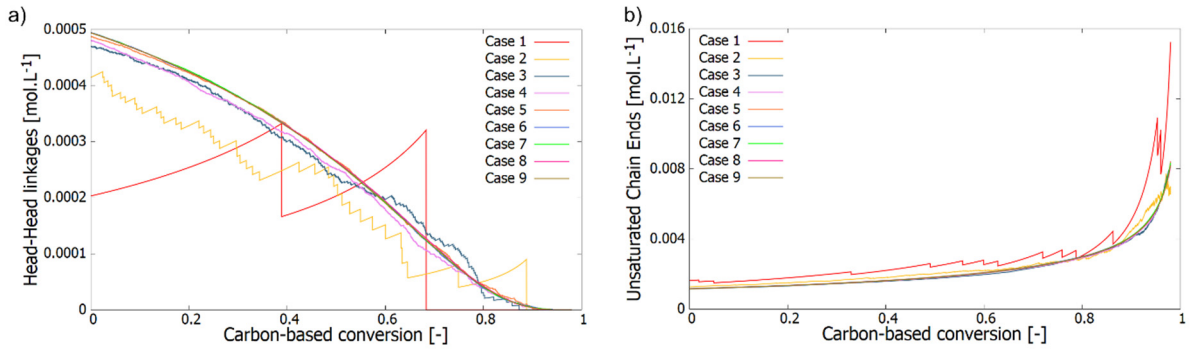 a)
Head-Head linkages [mol.L-1]
0.0005
0.0004
0.0003
0.0002
0.0001
0
Case 1
Case 2
Case 3
Case 4
Case 5
Case 6
Case 7
Case 8
Case 9
0 0.2 0.4 0.6 0.8 1
Carbon-based conversion [-]
b)
Unsaturated Chain Ends [mol.L-1]
0.016
0.012
0.008
0.004
0
Case 1
Case 2
Case 3
Case 4
Case 5
Case 6
Case 7
Case 8
Case 9
0 0.2 0.4 0.6 0.8 1
Carbon-based conversion [-]